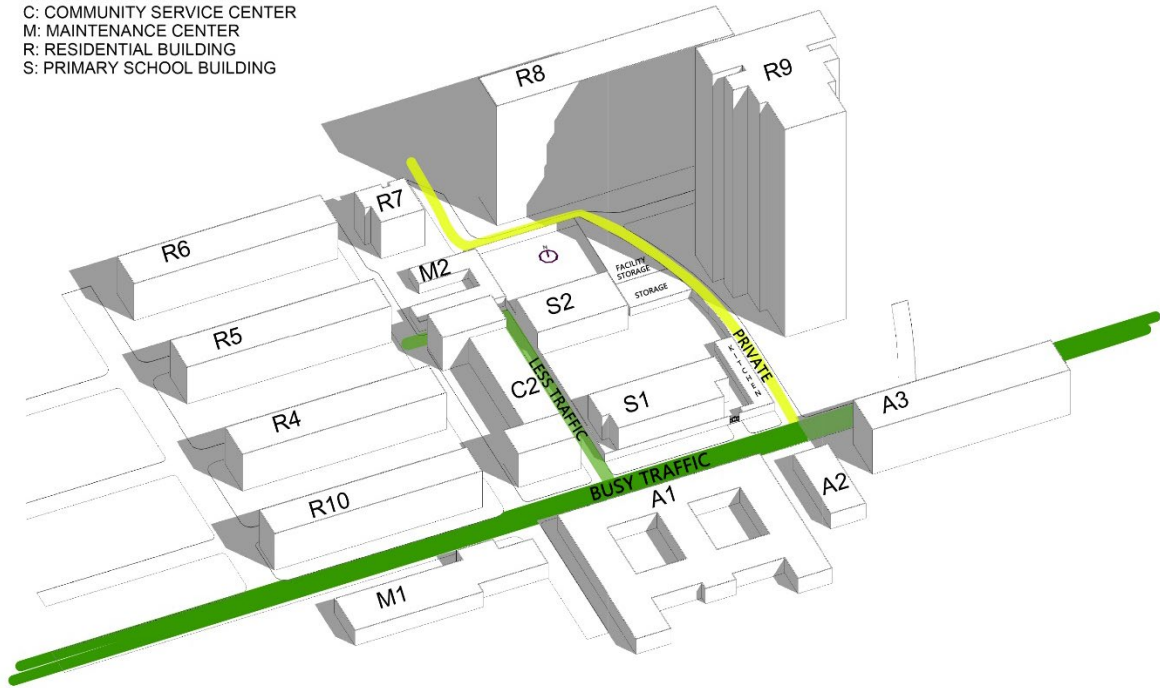 C: COMMUNITY SERVICE CENTER
M: MAINTENANCE CENTER
R: RESIDENTIAL BUILDING
S: PRIMARY SCHOOL BUILDING
R8
R9
R7
R6
M2
N
FACILITY
STORAGE
STORAGE
S2
R5
PRIVATE
KITCHEN
LESS TRAFFIC
C2
S1
A3
R4
BUSY TRAFFIC
A2
A1
R10
M1